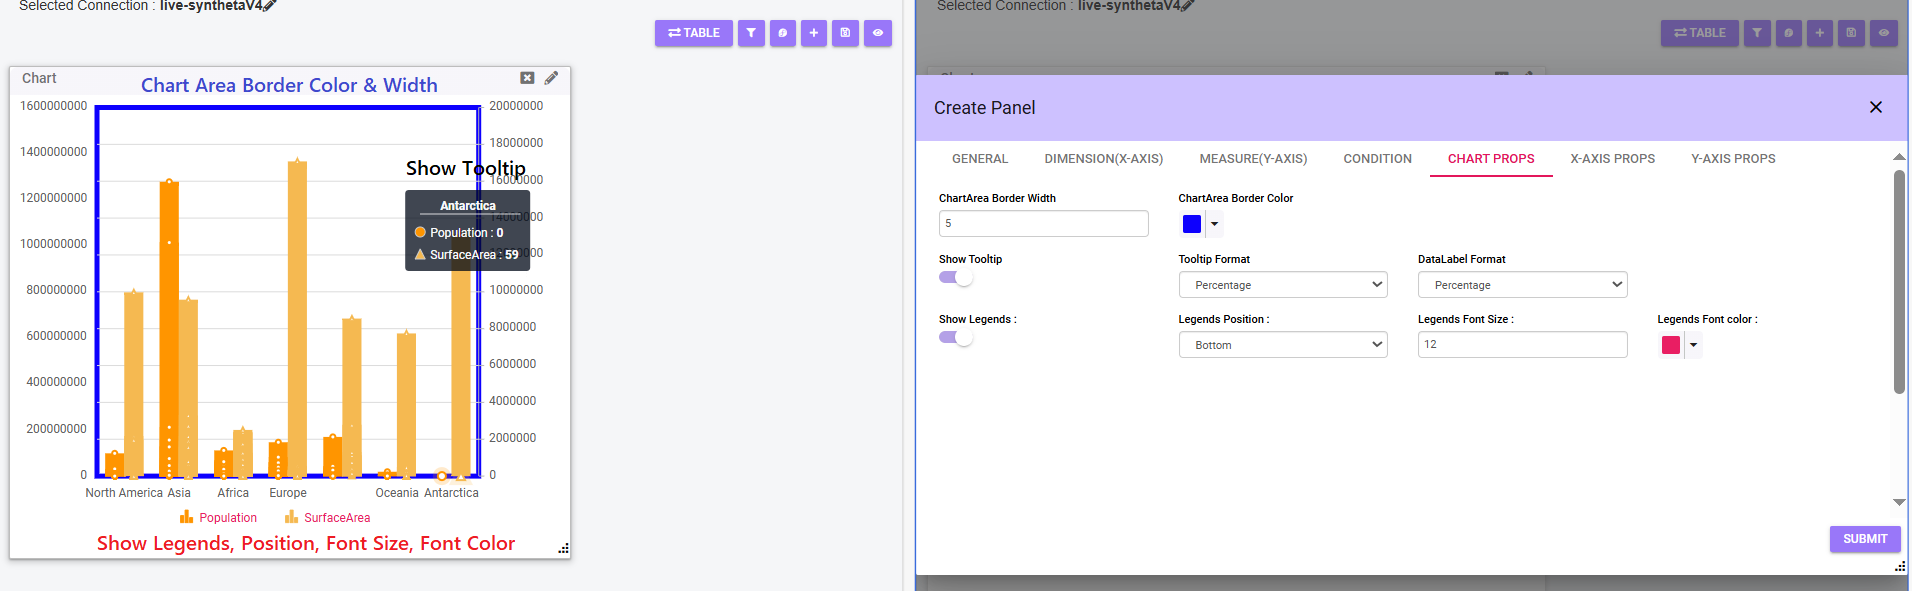 Selected Connection : live-synthetaV4
TABLE
Chart
Chart Area Border Color & Width
1600000000
1400000000
1200000000
1000000000
800000000
600000000
400000000
200000000
0
20000000
18000000
16000000
14000000
12000000
10000000
8000000
6000000
4000000
2000000
0
Show Tooltip
Antarctica
Population : 0
SurfaceArea : 59
North America Asia Africa Europe Oceania Antarctica
Population SurfaceArea
Show Legends, Position, Font Size, Font Color
Selected Connection : live-synthetaV4
TABLE
Create Panel
GENERAL DIMENSION(X-AXIS) MEASURE(Y-AXIS) CONDITION CHART PROPS X-AXIS PROPS Y-AXIS PROPS
ChartArea Border Width ChartArea Border Color
5
Show Tooltip Tooltip Format DataLabel Format
Percentage Percentage
Show Legends : Legends Position : Legends Font Size : Legends Font color :
Bottom 12
SUBMIT